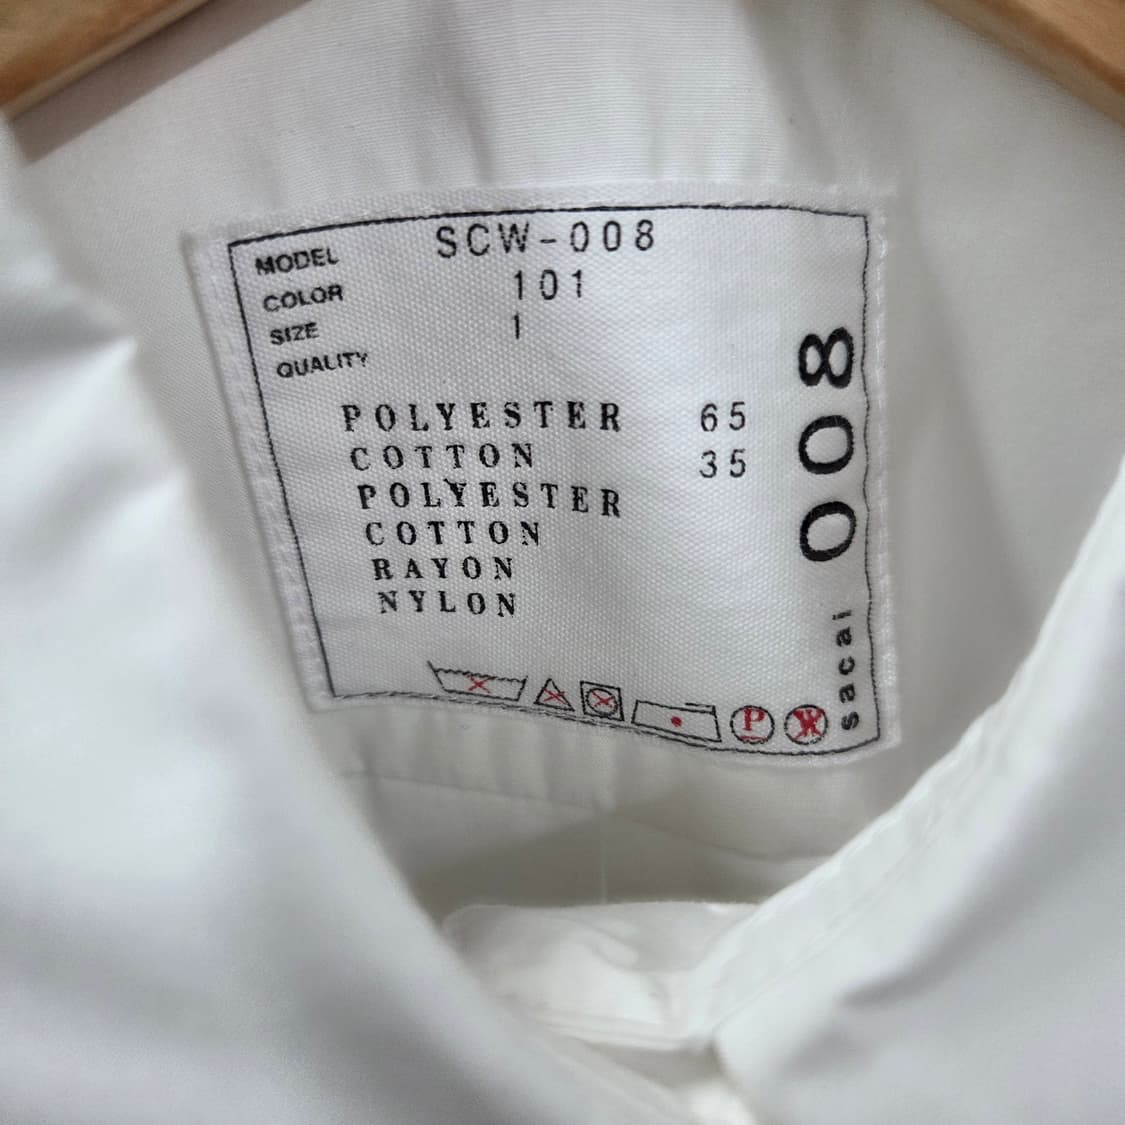 MODEL SCW-008
COLOR 101
SIZE 1
QUALITY
POLYESTER 65
COTTON 35
POLYESTER
COTTON
RAYON
NYLON
P
W
sacai 008